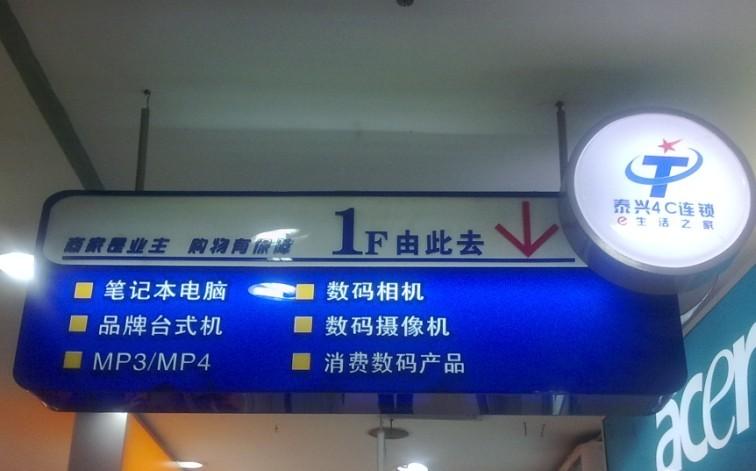 商家是业主 购物有保障
1F由此去
泰兴4C连锁
e生活之家
笔记本电脑
数码相机
品牌台式机
数码摄像机
MP3/MP4
消费数码产品
acer